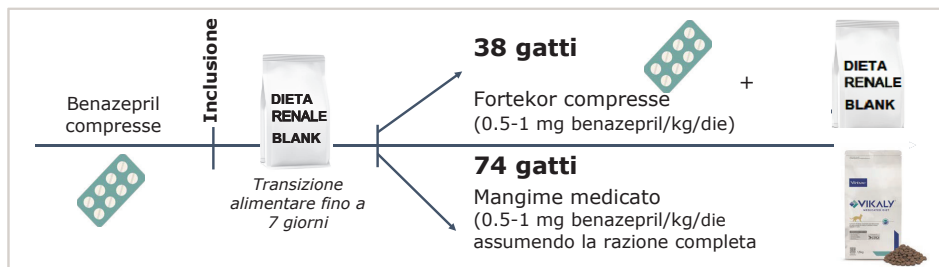 Benazepril
compresse
Inclusione
DIETA
RENALE
BLANK
Transizione
alimentare fino a
7 giorni
38 gatti
Fortekor compresse
(0.5-1 mg benazepril/kg/die)
+
DIETA
RENALE
BLANK
74 gatti
Mangime medicato
(0.5-1 mg benazepril/kg/die
assumendo la razione completa
Virbac
VIKALY